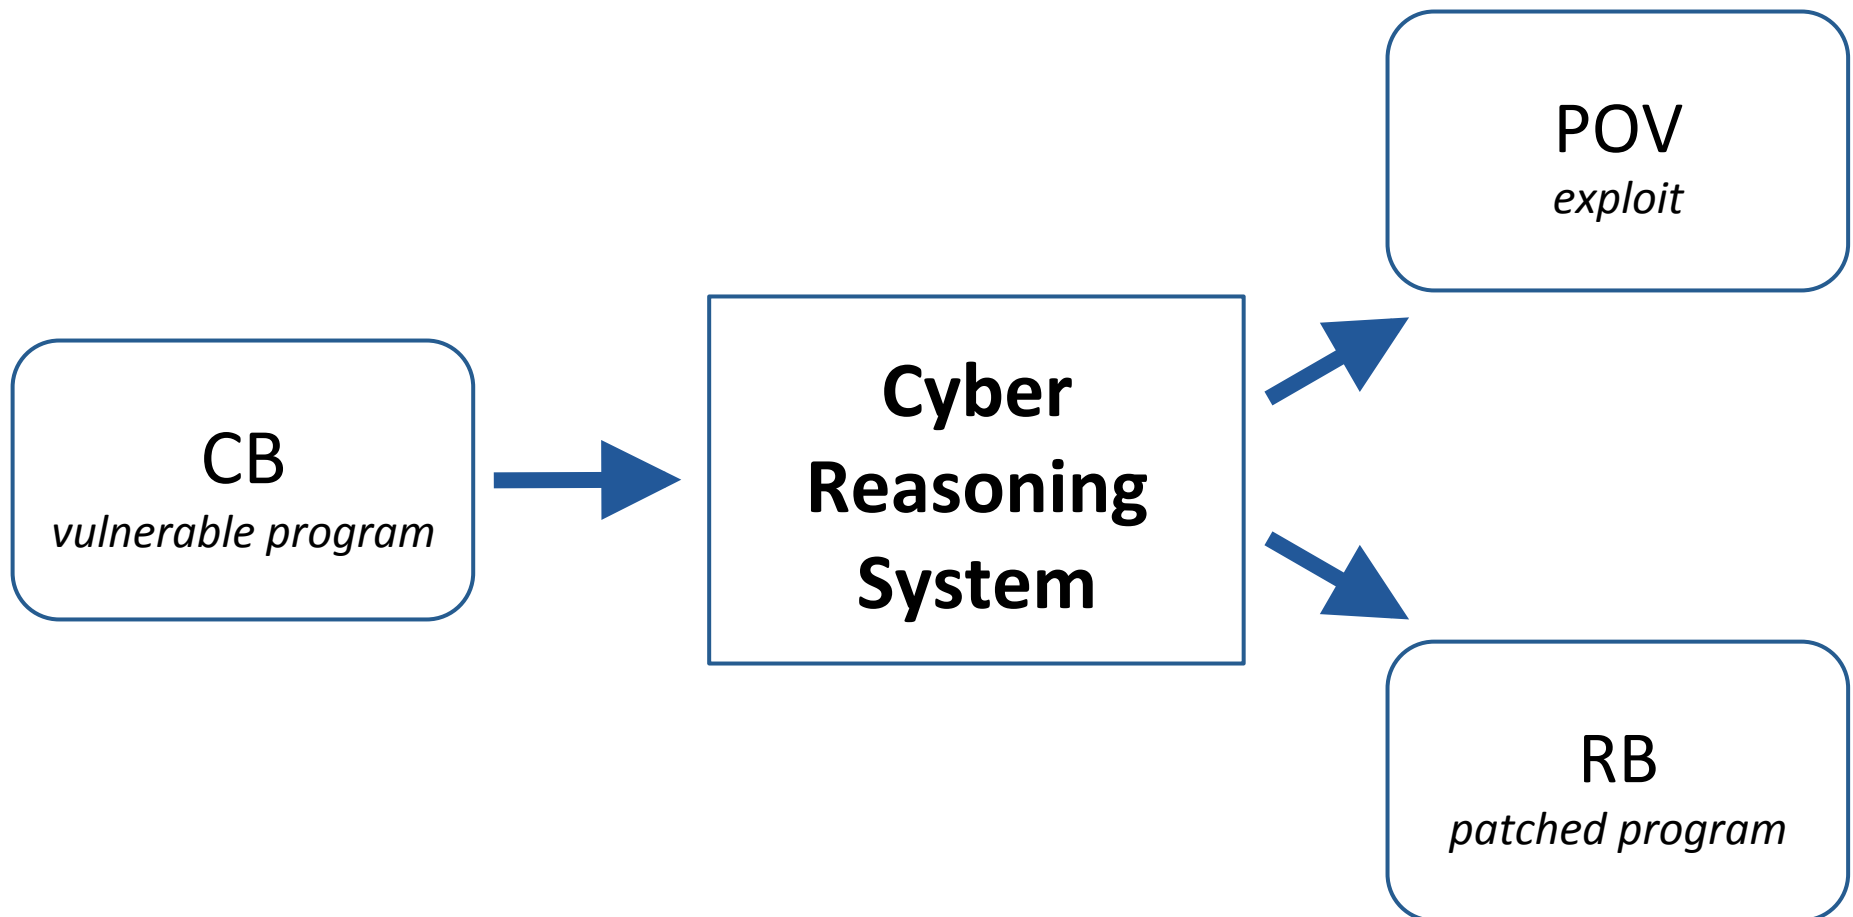 CB
vulnerable program
Cyber
Reasoning
System
POV
exploit
RB
patched program